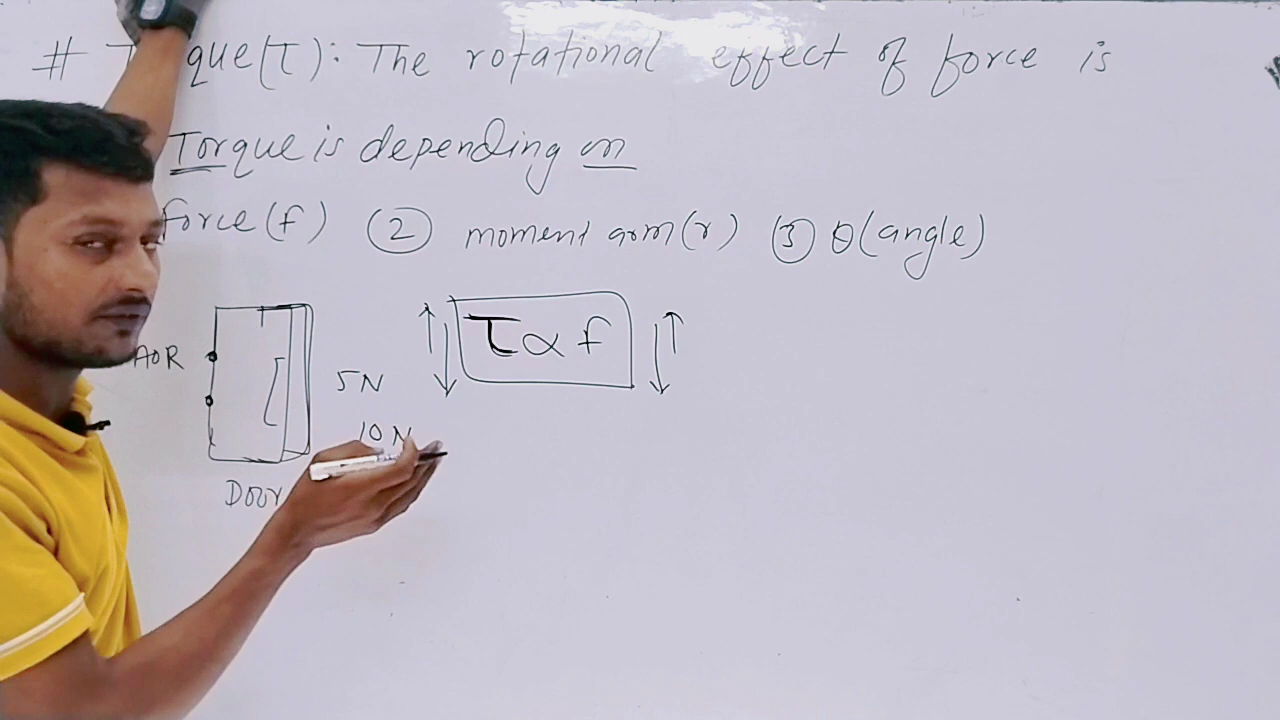 # T que(τ): The rotational effect of force is
Torque is depending on
force(f) (2) moment arm(r) (3) θ(angle)
AOR
τ ∝ f
5N
10 N
Door